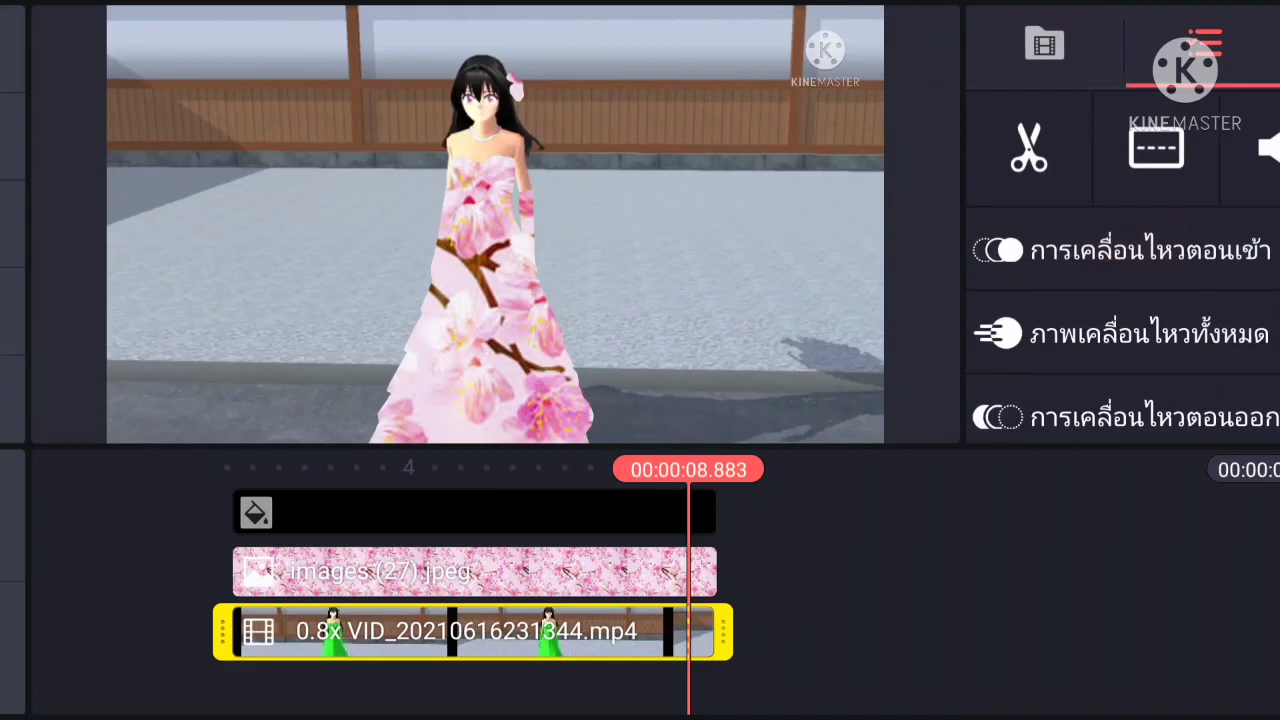 KINEMASTER
KINEMASTER
การเคลื่อนไหวตอนเข้า
ภาพเคลื่อนไหวทั้งหมด
การเคลื่อนไหวตอนออก
4
00:00:08.883
00:00:0
images (27).jpeg
0.8x VID_20210616231344.mp4